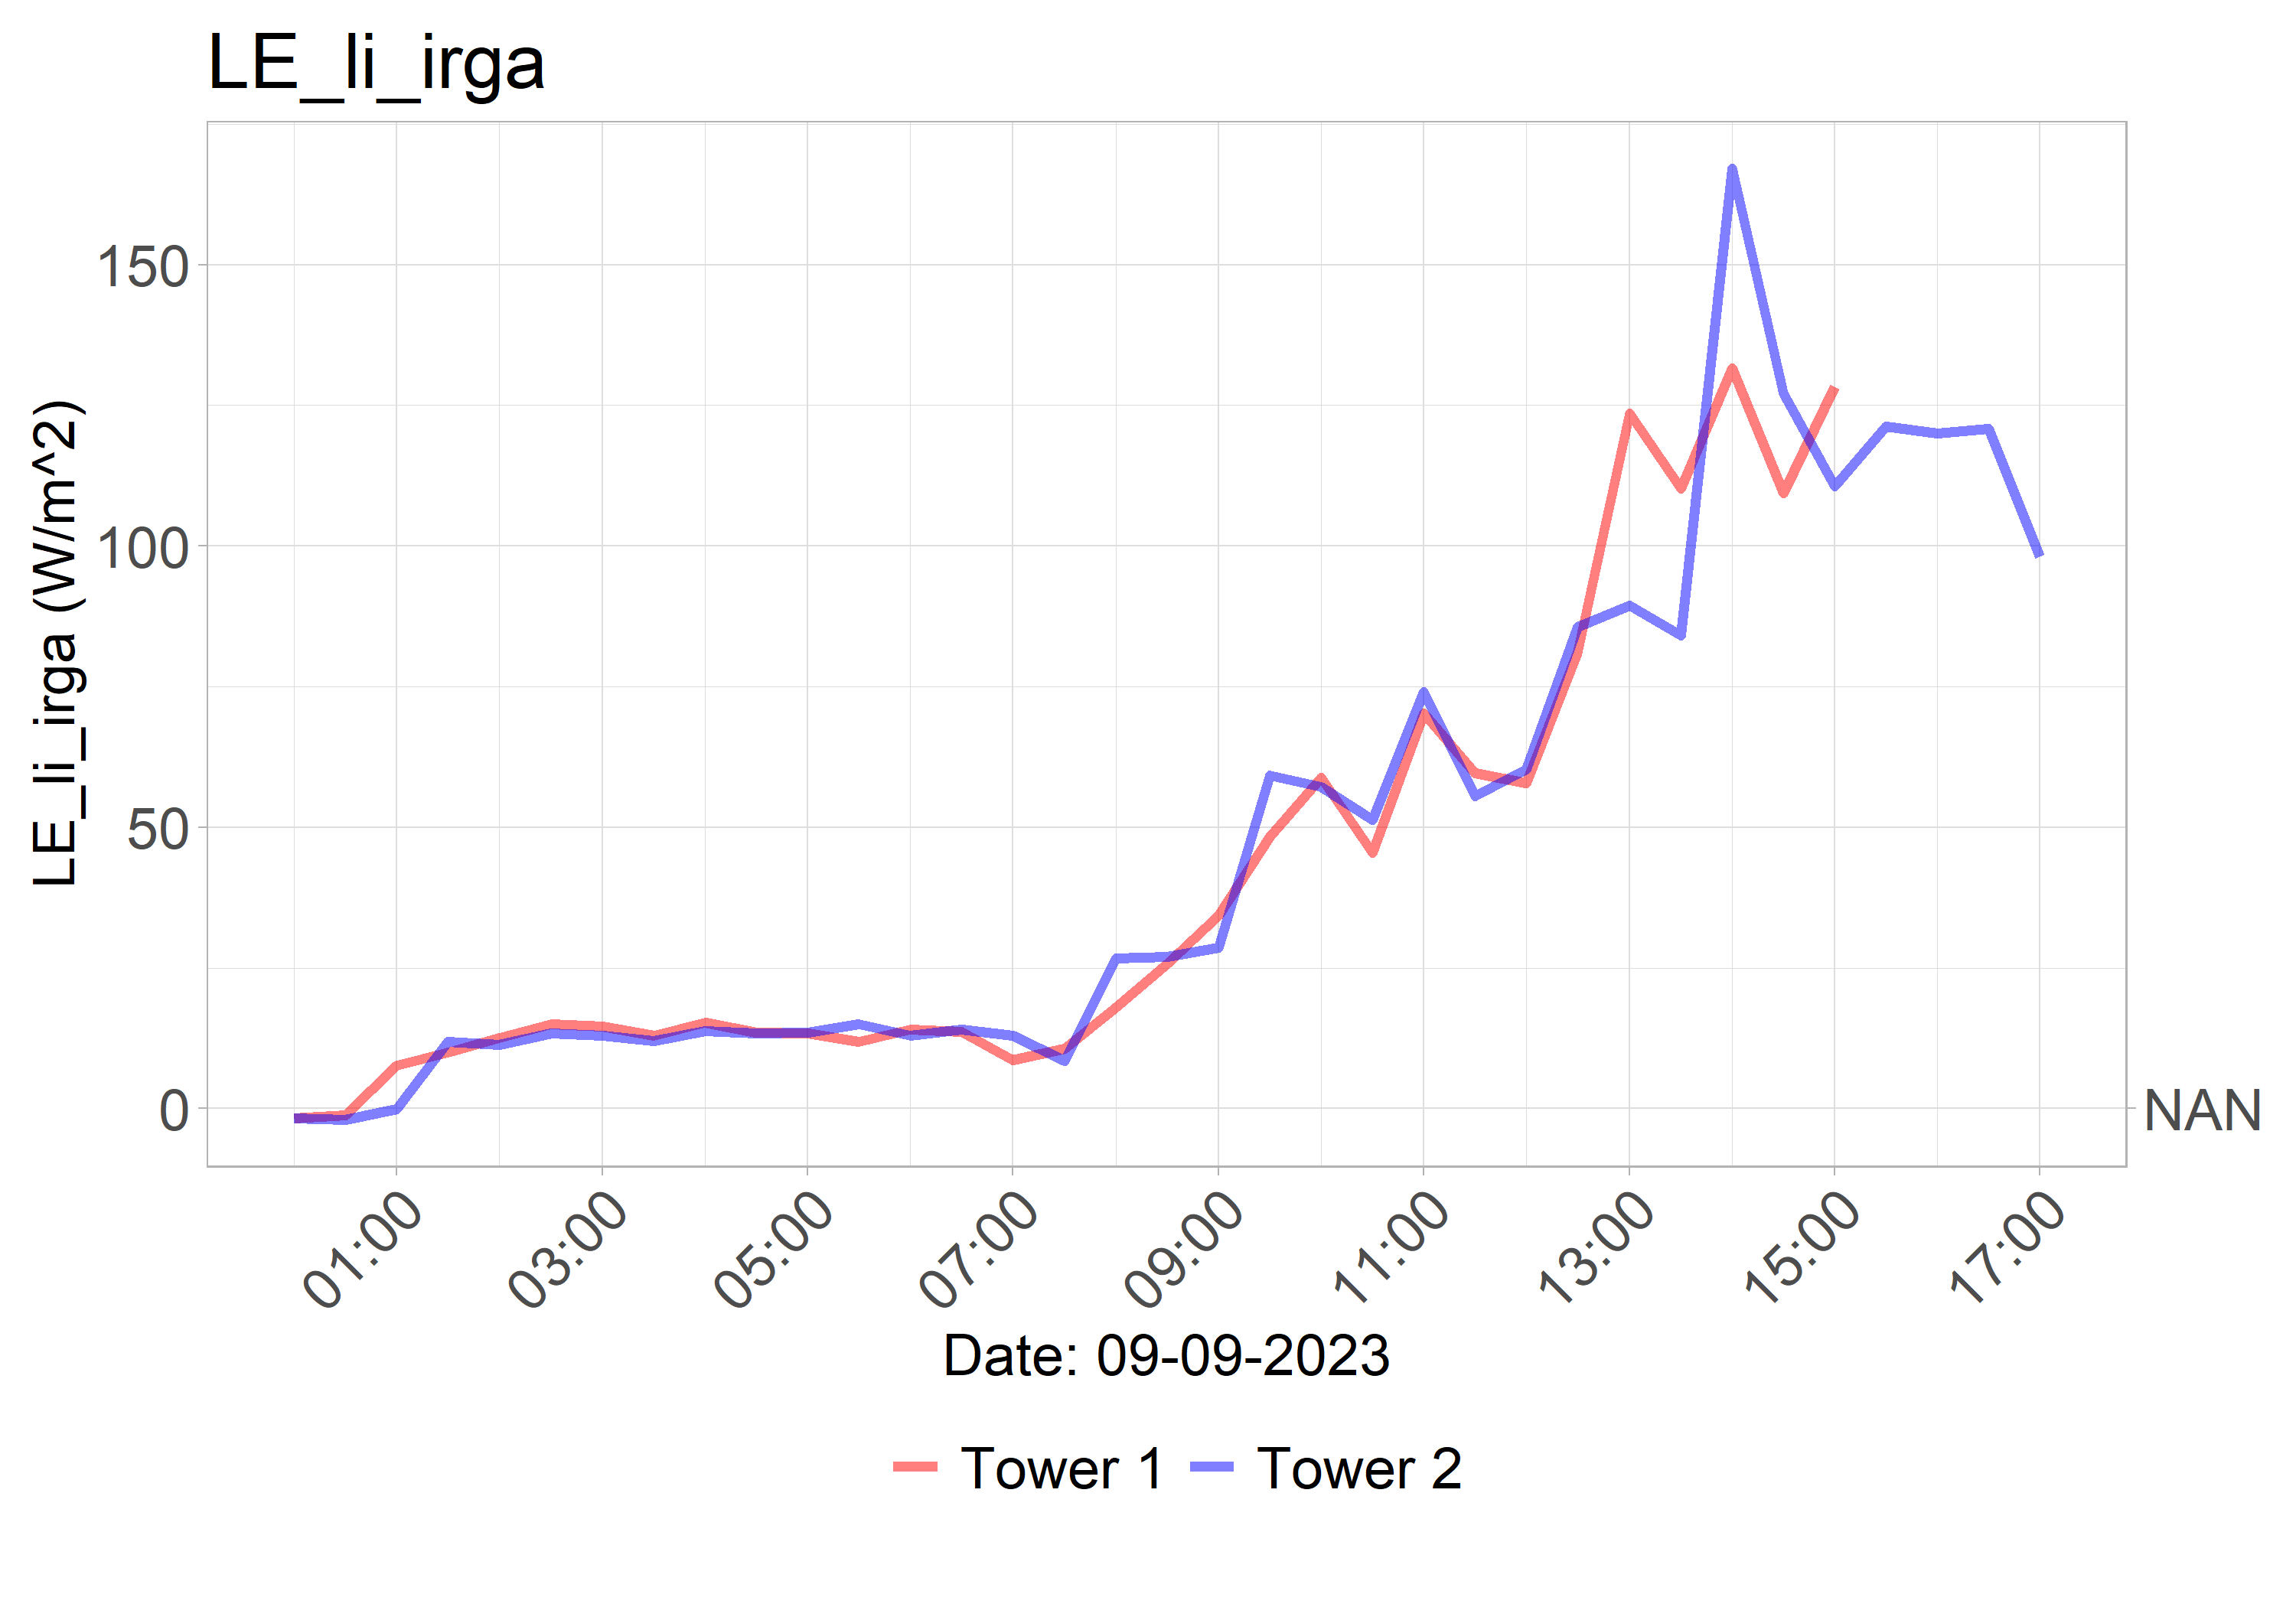 LE_li_irga
LE_li_irga (W/m^2)
150
100
50
0
NAN
01:00 03:00 05:00 07:00 09:00 11:00 13:00 15:00 17:00
Date: 09-09-2023
Tower 1 Tower 2